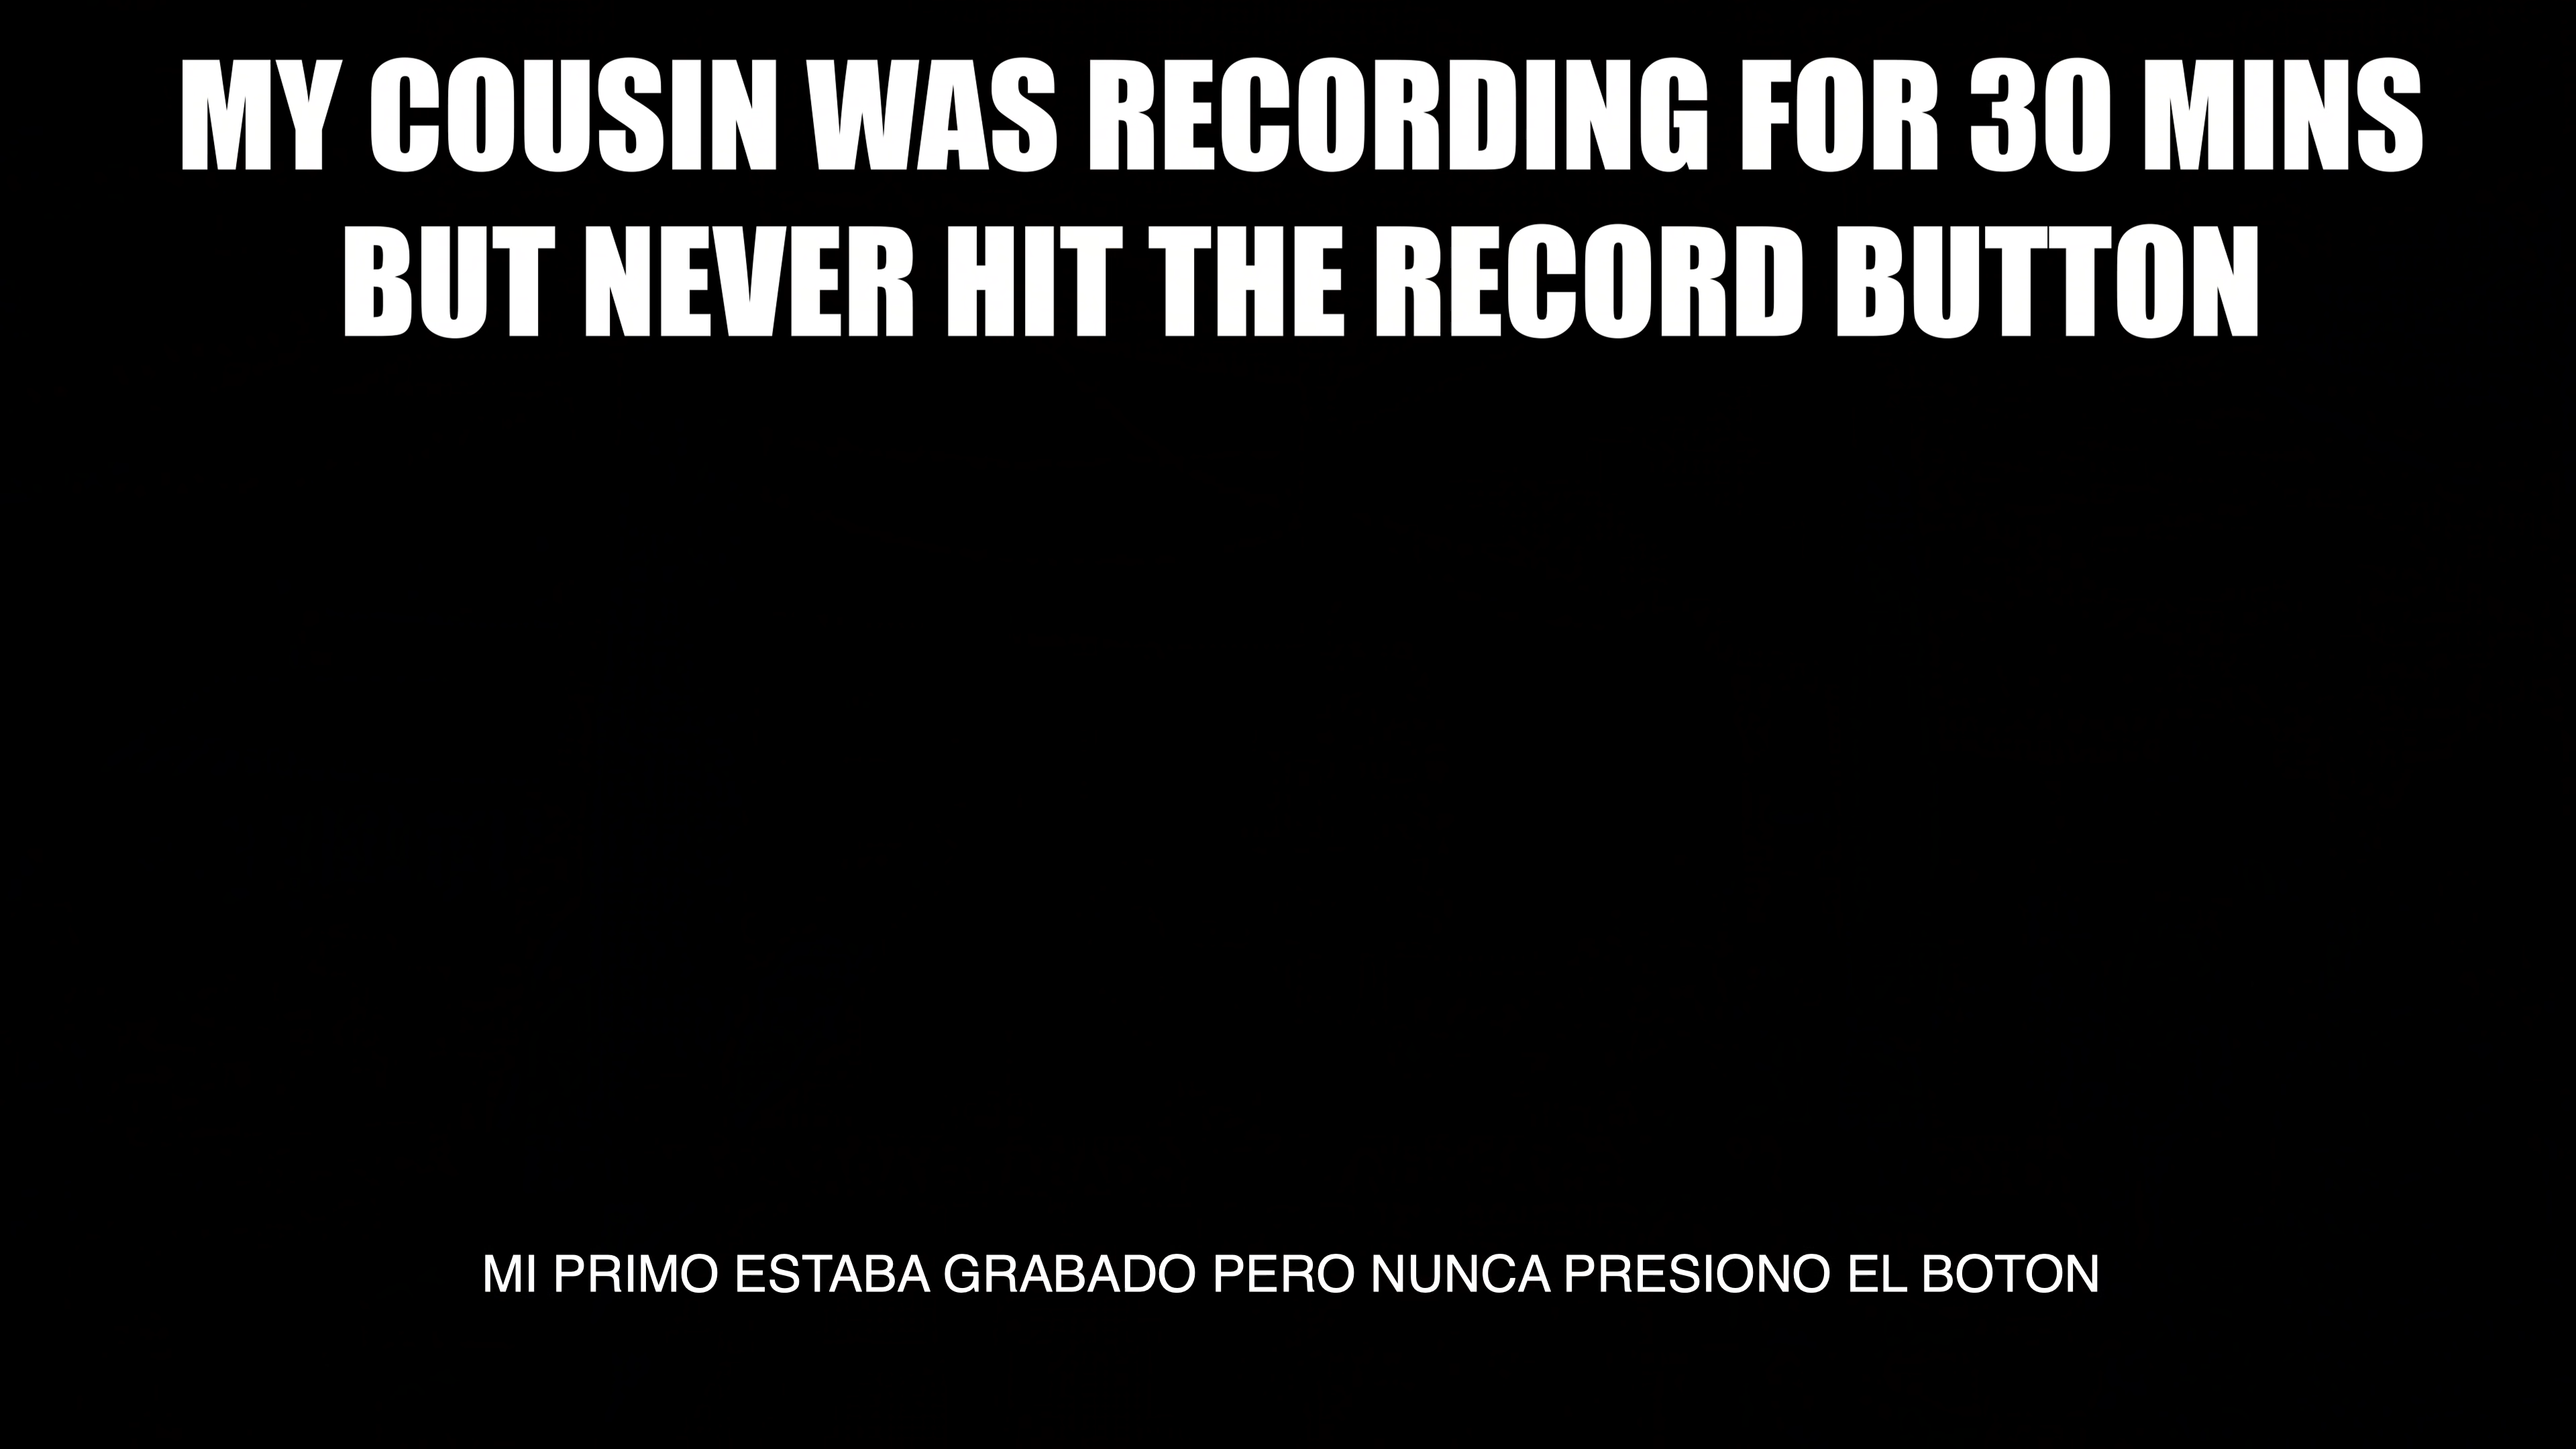 MY COUSIN WAS RECORDING FOR 30 MINS
BUT NEVER HIT THE RECORD BUTTON
MI PRIMO ESTABA GRABADO PERO NUNCA PRESIONO EL BOTON